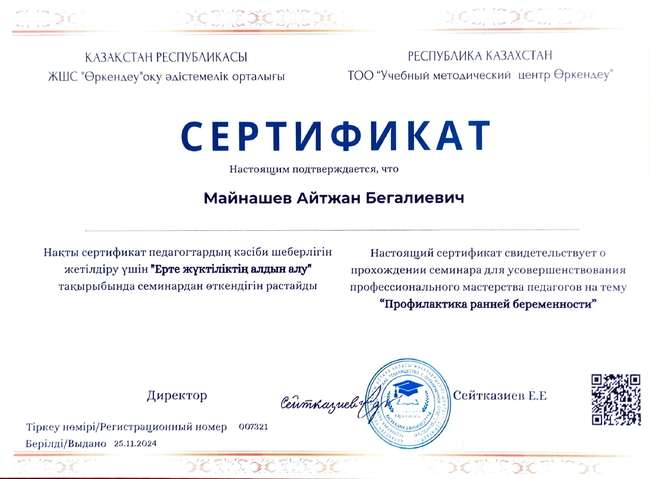 ҚАЗАҚСТАН РЕСПУБЛИКАСЫ
ЖШС "Өркендеу"оқу әдістемелік орталығы
РЕСПУБЛИКА КАЗАХСТАН
ТОО "Учебный методический центр Өркендеу"
СЕРТИФИКАТ
Настоящим подтверждается, что
Майнашев Айтжан Бегалиевич
Нақты сертификат педагогтардың кәсіби шеберлігін
жетілдіру үшін "Ерте жүктіліктің алдын алу"
тақырыбында семинардан өткендігін растайды
Настоящий сертификат свидетельствует о
прохождении семинара для усовершенствования
профессионального мастерства педагогов на тему
"Профилактика ранней беременности"
Директор
Сейтказиев
Сейтказиев Е.Е
Тіркеу нөмірі/Регистрационный номер 007321
Берілді/Выдано 25.11.2024